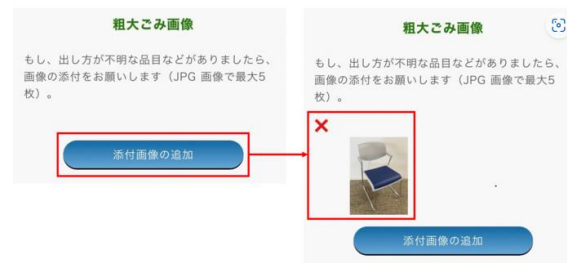 粗大ごみ画像
もし、出し方が不明な品目などがありましたら、
画像の添付をお願いします（JPG 画像で最大5
枚）。
添付画像の追加
粗大ごみ画像
もし、出し方が不明な品目などがありましたら、
画像の添付をお願いします（JPG 画像で最大5
枚）。
添付画像の追加